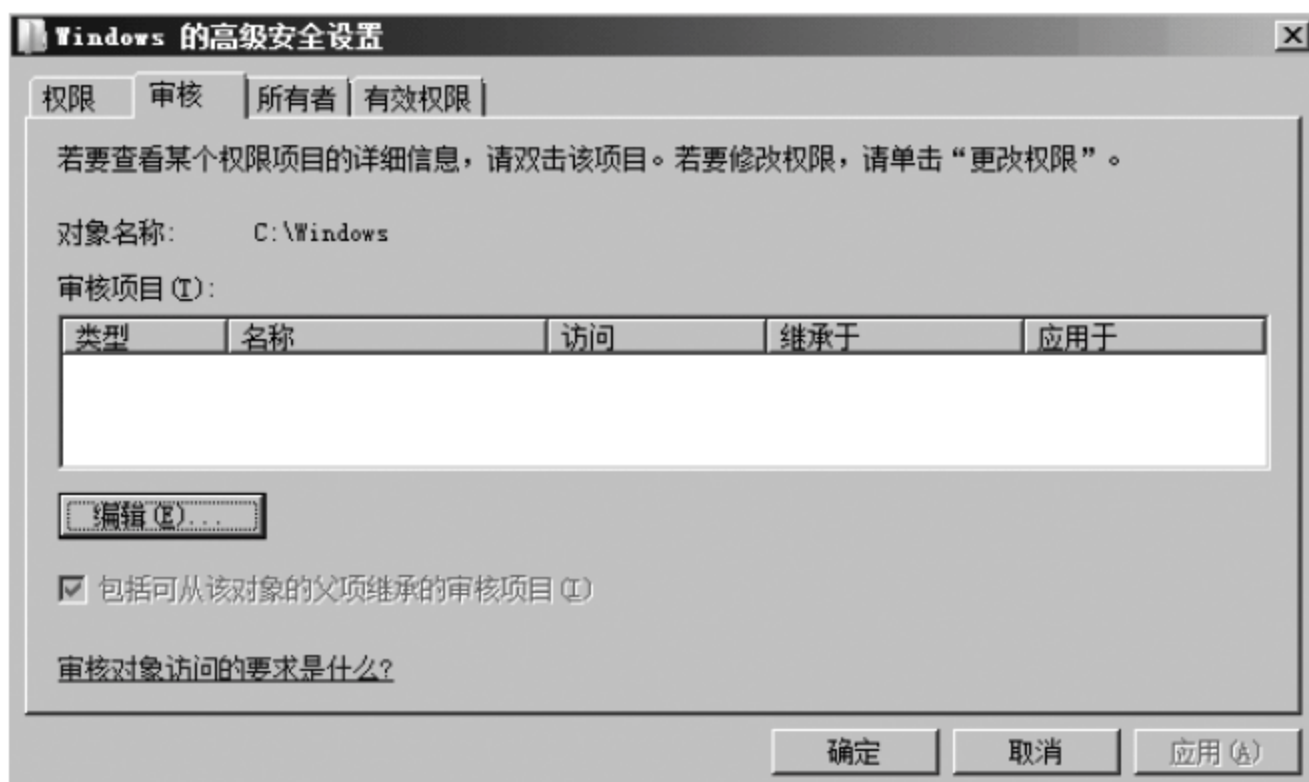 Windows 的高级安全设置
权限 审核 所有者 有效权限
若要查看某个权限项目的详细信息，请双击该项目。若要修改权限，请单击“更改权限”。
对象名称: C:\Windows
审核项目(T):
类型 名称 访问 继承于 应用于
编辑(E)...
包括可从该对象的父项继承的审核项目(I)
审核对象访问的要求是什么?
确定 取消 应用(A)